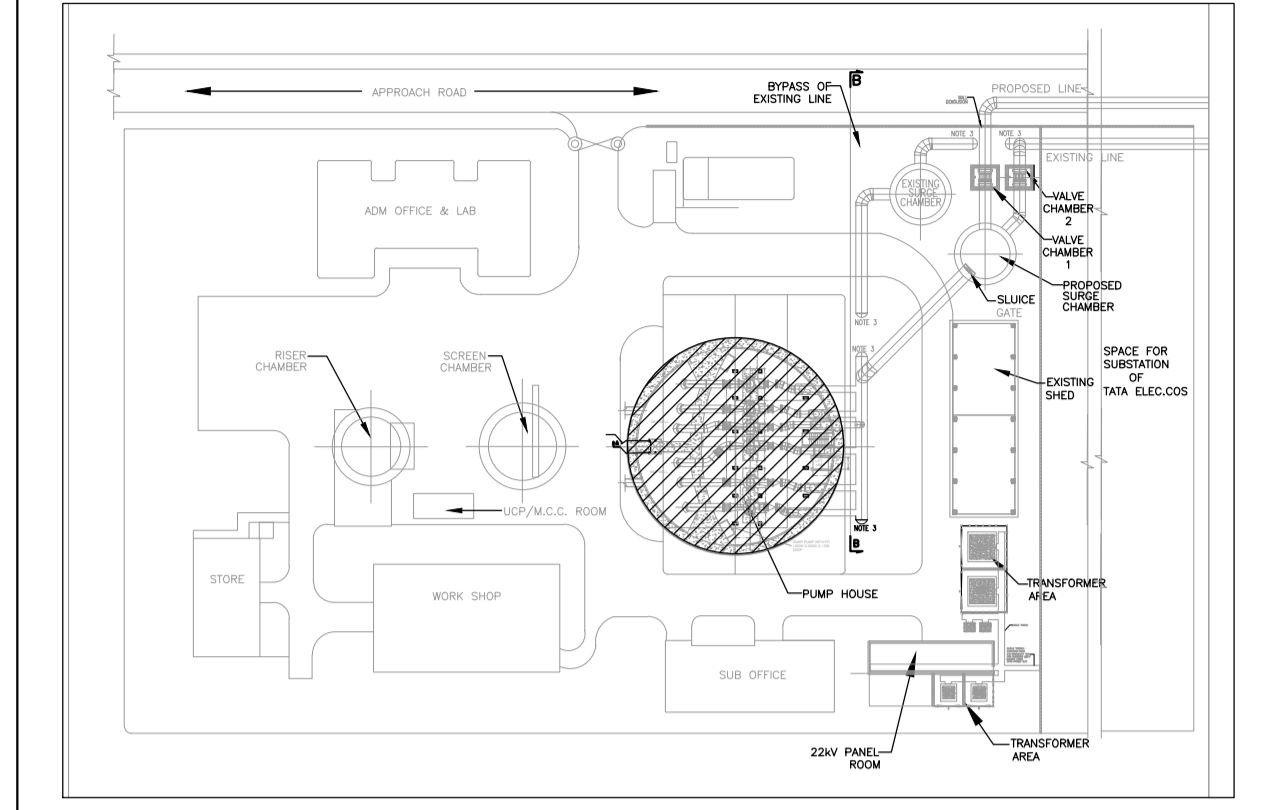 BYPASS OF
EXISTING LINE
B
PROPOSED LINE
APPROACH ROAD
NOTE 3
NOTE 3
EXISTING LINE
EXISTING
SURGE
CHAMBER
ADM OFFICE & LAB
VALVE
CHAMBER
2
VALVE
CHAMBER
1
PROPOSED
SURGE
CHAMBER
SLUICE
GATE
NOTE 3
NOTE 3
RISER
CHAMBER
SCREEN
CHAMBER
SPACE FOR
SUBSTATION
OF
TATA ELEC.COS
EXISTING
SHED
UCP/M.C.C. ROOM
NOTE 3
B
STORE
WORK SHOP
PUMP HOUSE
TRANSFORMER
AREA
SUB OFFICE
22kV PANEL
ROOM
TRANSFORMER
AREA